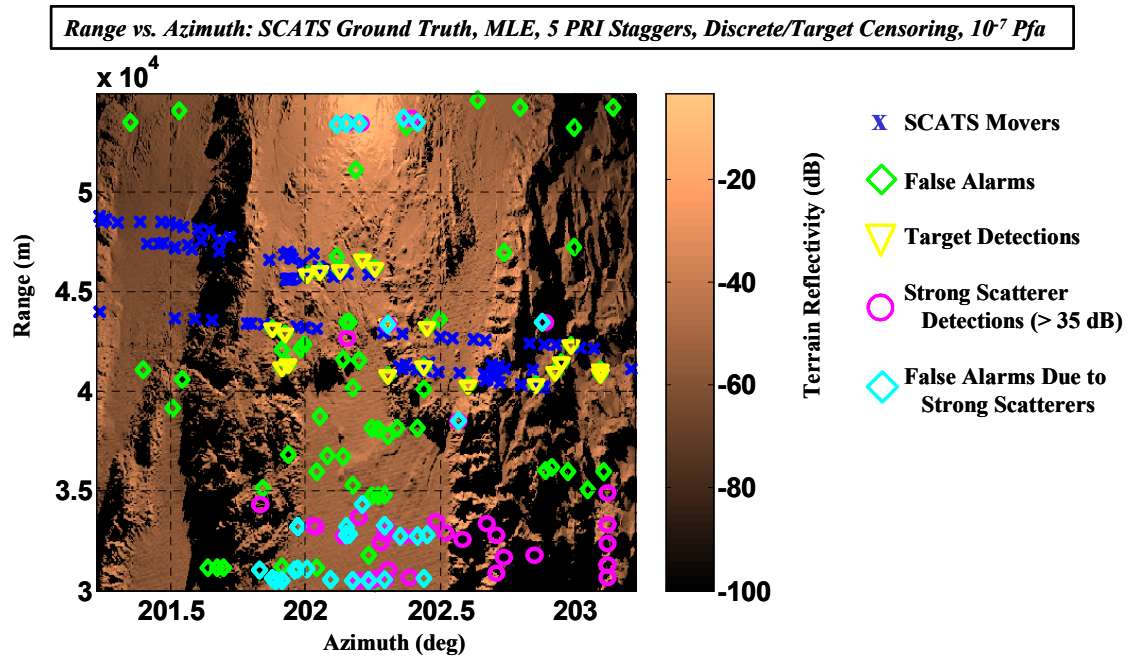 Range vs. Azimuth: SCATS Ground Truth, MLE, 5 PRI Staggers, Discrete/Target Censoring, 10⁻⁷ Pfa
x 10⁴
5
4.5
4
3.5
3
Range (m)
201.5
202
202.5
203
Azimuth (deg)
-20
-40
-60
-80
-100
Terrain Reflectivity (dB)
x SCATS Movers
False Alarms
Target Detections
Strong Scatterer
Detections (> 35 dB)
False Alarms Due to
Strong Scatterers